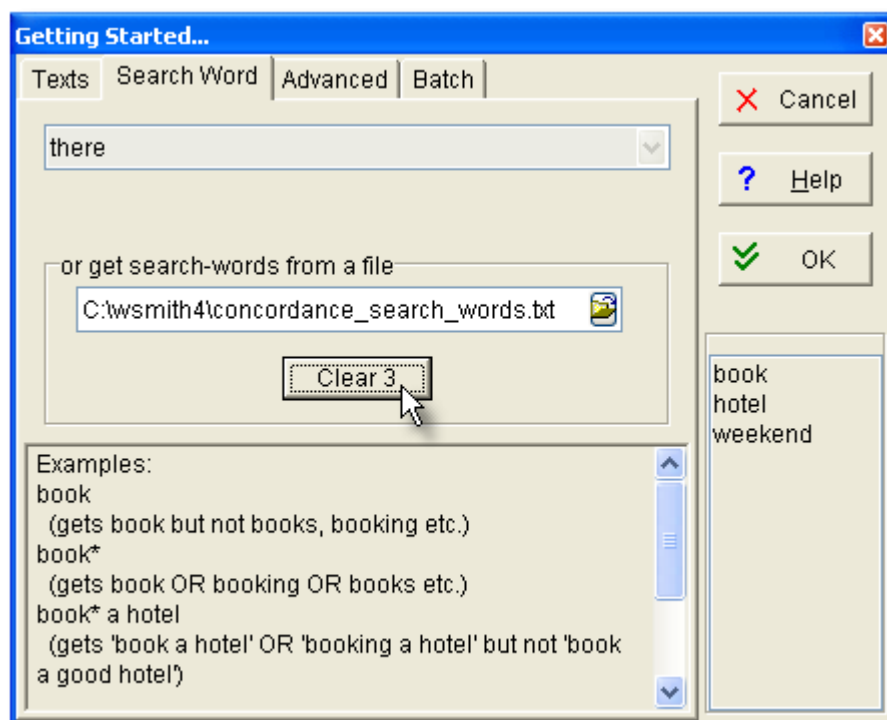 Getting Started...
Texts
Search Word
Advanced
Batch
there
or get search-words from a file
C:\wsmith4\concordance_search_words.txt
Clear 3
Examples:
book
(gets book but not books, booking etc.)
book*
(gets book OR booking OR books etc.)
book* a hotel
(gets 'book a hotel' OR 'booking a hotel' but not 'book
a good hotel')
Cancel
? Help
OK
book
hotel
weekend